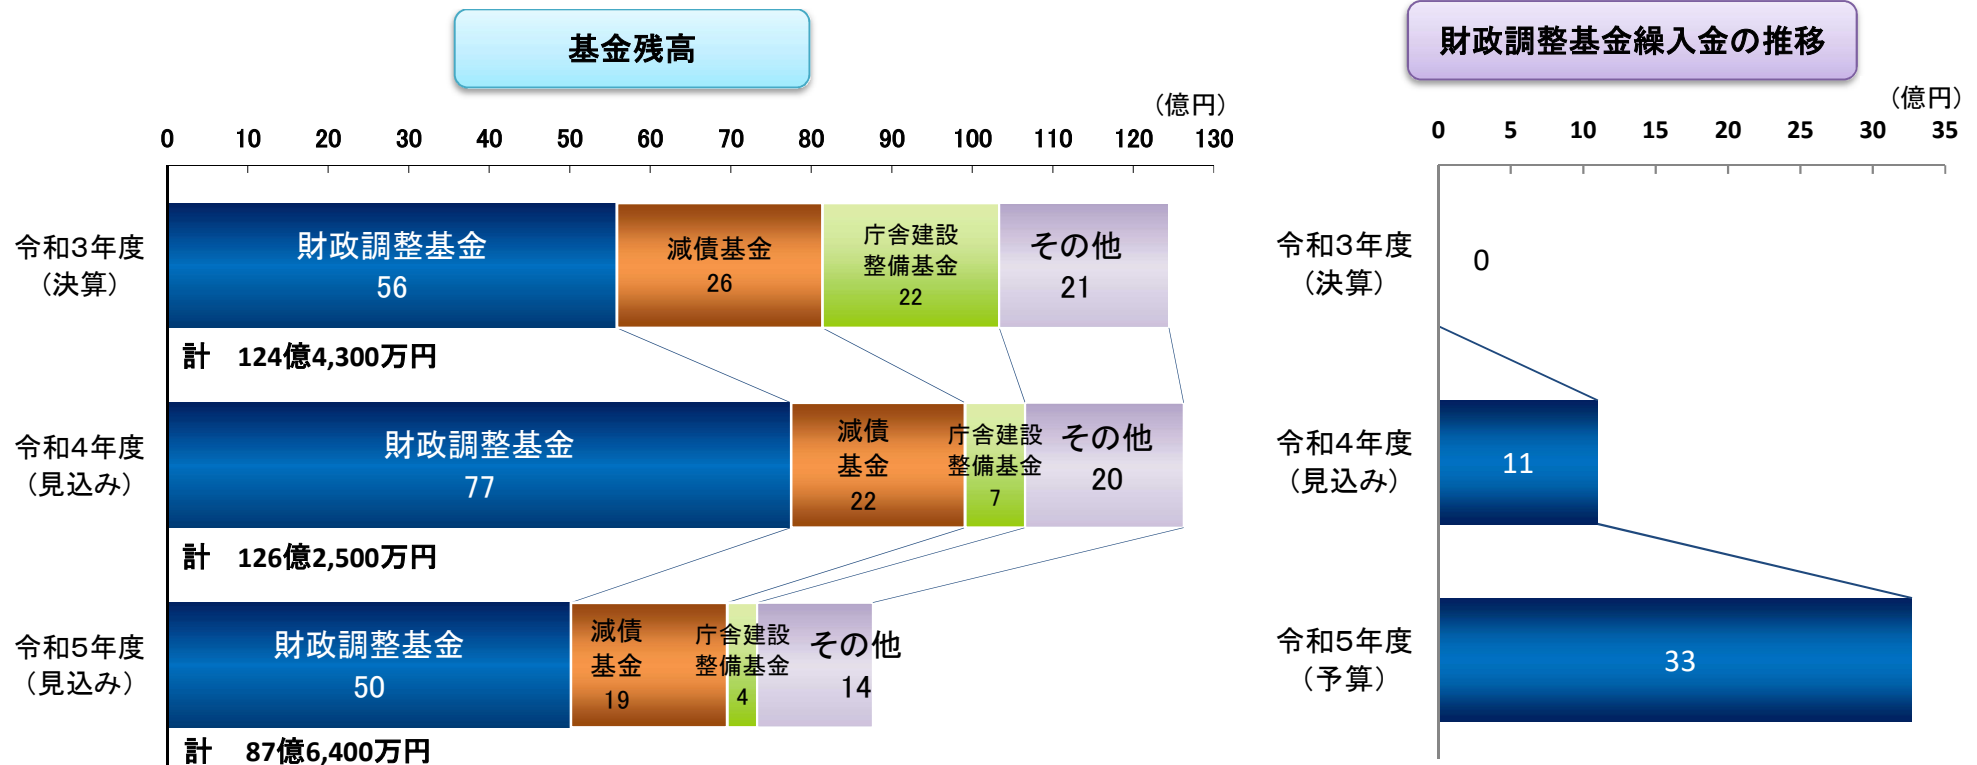 基金残高
（億円）
0 10 20 30 40 50 60 70 80 90 100 110 120 130
令和３年度
（決算）
財政調整基金
56
減債基金
26
庁舎建設
整備基金
22
その他
21
計　124億4,300万円
令和４年度
（見込み）
財政調整基金
77
減債
基金
22
庁舎建設
整備基金
7
その他
20
計　126億2,500万円
令和５年度
（見込み）
財政調整基金
50
減債
基金
19
庁舎建設
整備基金
4
その他
14
計　87億6,400万円
財政調整基金繰入金の推移
（億円）
0 5 10 15 20 25 30 35
令和３年度
（決算）
0
令和４年度
（見込み）
11
令和５年度
（予算）
33